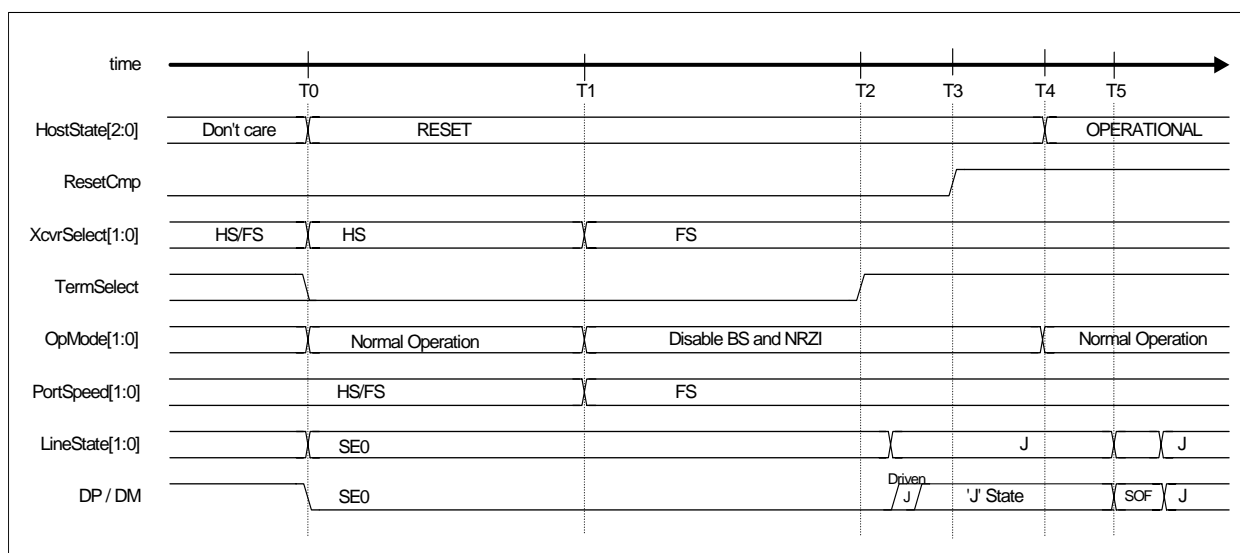 time
T0 T1 T2 T3 T4 T5
HostState[2:0] Don't care RESET OPERATIONAL
ResetCmp
XcvrSelect[1:0] HS/FS HS FS
TermSelect
OpMode[1:0] Normal Operation Disable BS and NRZI Normal Operation
PortSpeed[1:0] HS/FS FS
LineState[1:0] SE0 J J
Driven
DP / DM SE0 J 'J' State SOF J